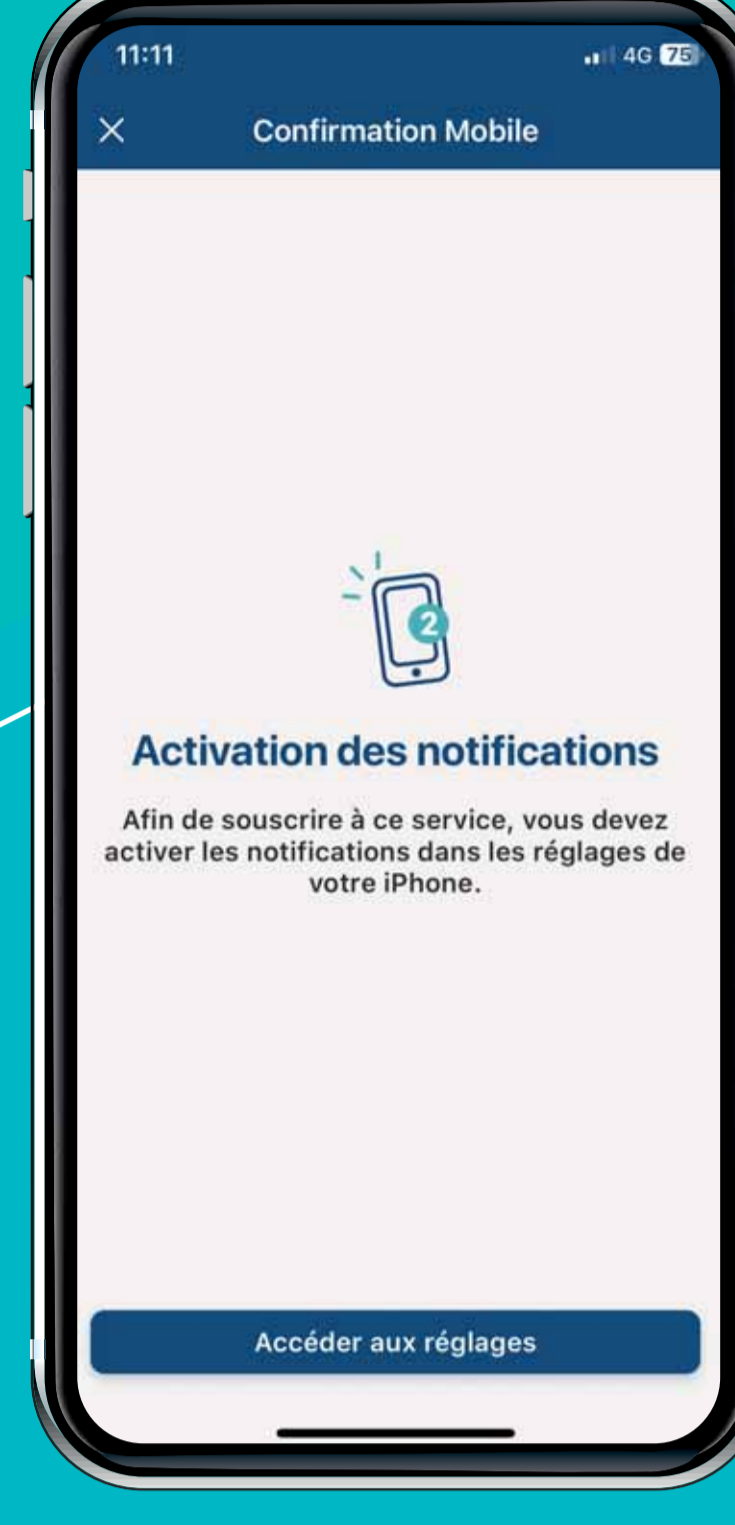 11:11
4G 75
Confirmation Mobile
2
Activation des notifications
Afin de souscrire à ce service, vous devez
activer les notifications dans les réglages de
votre iPhone.
Accéder aux réglages